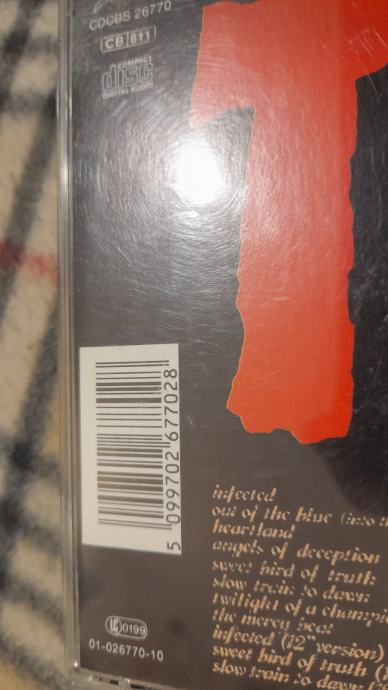 CDCBS 26770
CB 811
COMPACT
disc
DIGITAL AUDIO
5 099702 677028
infected
out of the blue (into
heartland
angels of deception
sweet bird of truth
slow train to dawn
twilight of a champi
the mercy beat
infected (12" version)
sweet bird of truth (
slow train to dawn (
LC 0199
01-026770-10